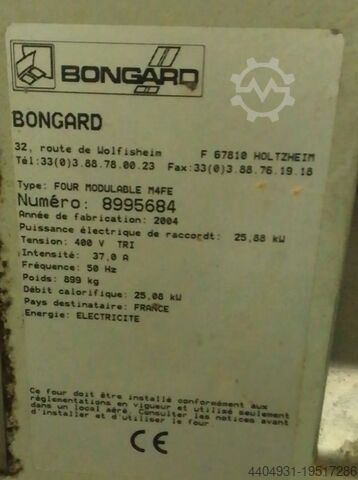 BONGARD
BONGARD
32, route de Wolfisheim F 67810 HOLTZHEIM
Tél:33(0)3.88.78.00.23 Fax:33(0)3.88.76.19.18
Type: FOUR MODULABLE M4FE
Numéro: 8995684
Année de fabrication: 2004
Puissance électrique de raccordt: 25,88 kW
Tension: 400 V TRI
Intensité: 37,0 A
Fréquence: 50 Hz
Poids: 899 kg
Débit calorifique: 25,08 kW
Pays destinataire: FRANCE
Energie: ELECTRICITE
Ce four doit être installé conformément aux
réglementations en vigueur et utilisé seulement
dans un local aéré. Consulter les notices avant
d'installer et d'utiliser le four.
CE
4404931-19517286